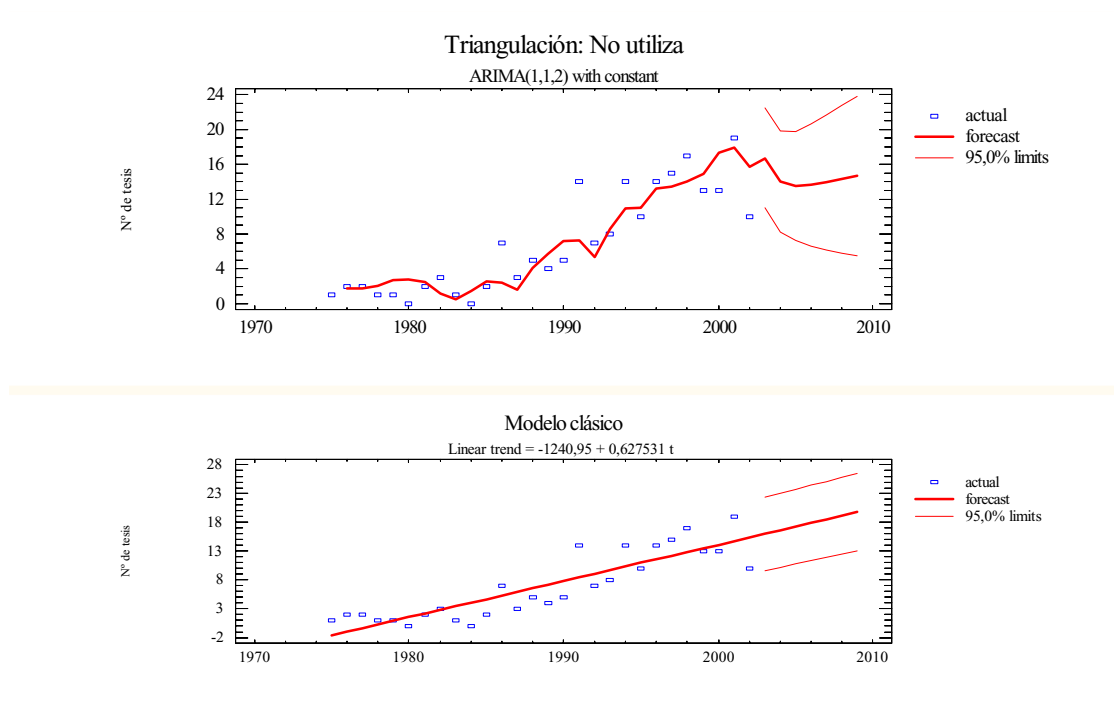 Triangulación: No utiliza
ARIMA(1,1,2) with constant
24
20
16
12
8
4
0
Nº de tesis
1970 1980 1990 2000 2010
actual
forecast
95,0% limits
Modelo clásico
Linear trend = -1240,95 + 0,627531 t
28
23
18
13
8
3
-2
Nº de tesis
1970 1980 1990 2000 2010
actual
forecast
95,0% limits